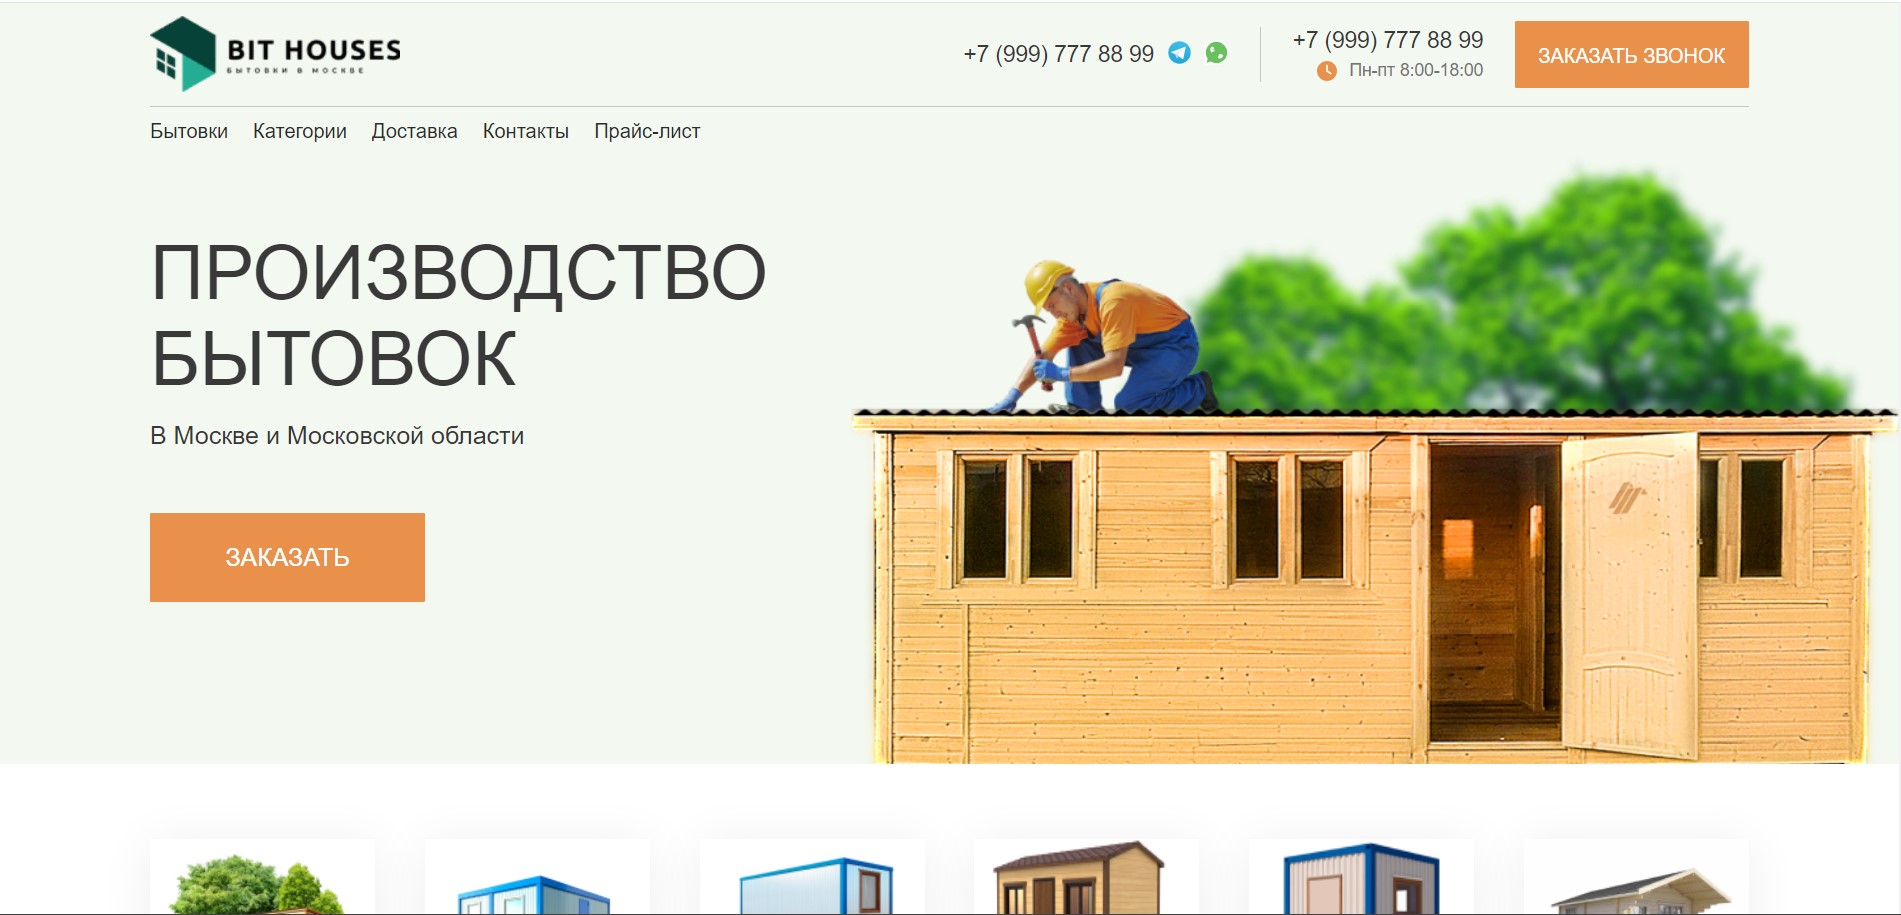 BIT HOUSES
БЫТОВКИ В МОСКВЕ
+7 (999) 777 88 99
+7 (999) 777 88 99
Пн-пт 8:00-18:00
ЗАКАЗАТЬ ЗВОНОК
Бытовки Категории Доставка Контакты Прайс-лист
ПРОИЗВОДСТВО
БЫТОВОК
В Москве и Московской области
ЗАКАЗАТЬ